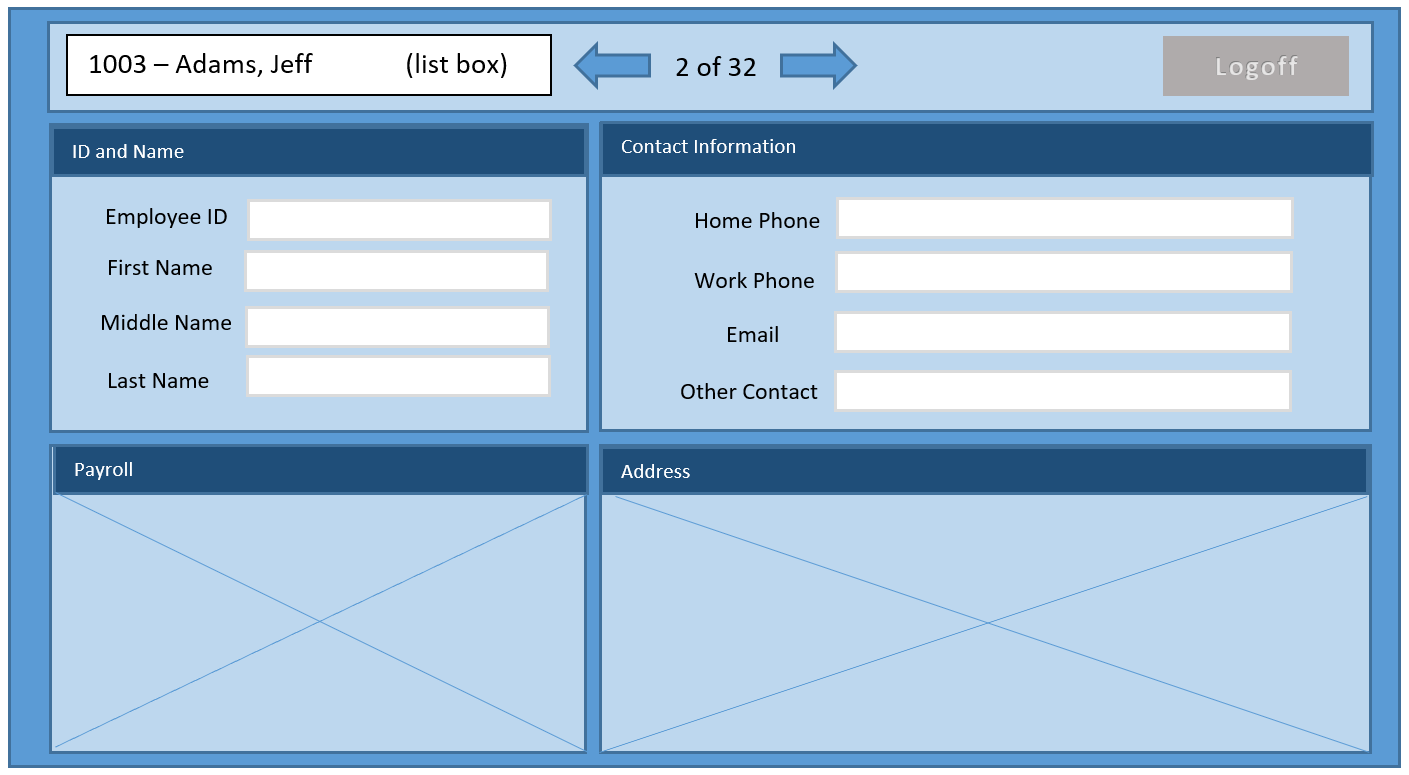 1003 – Adams, Jeff (list box)
2 of 32
Logoff
ID and Name
Employee ID
First Name
Middle Name
Last Name
Contact Information
Home Phone
Work Phone
Email
Other Contact
Payroll
Address